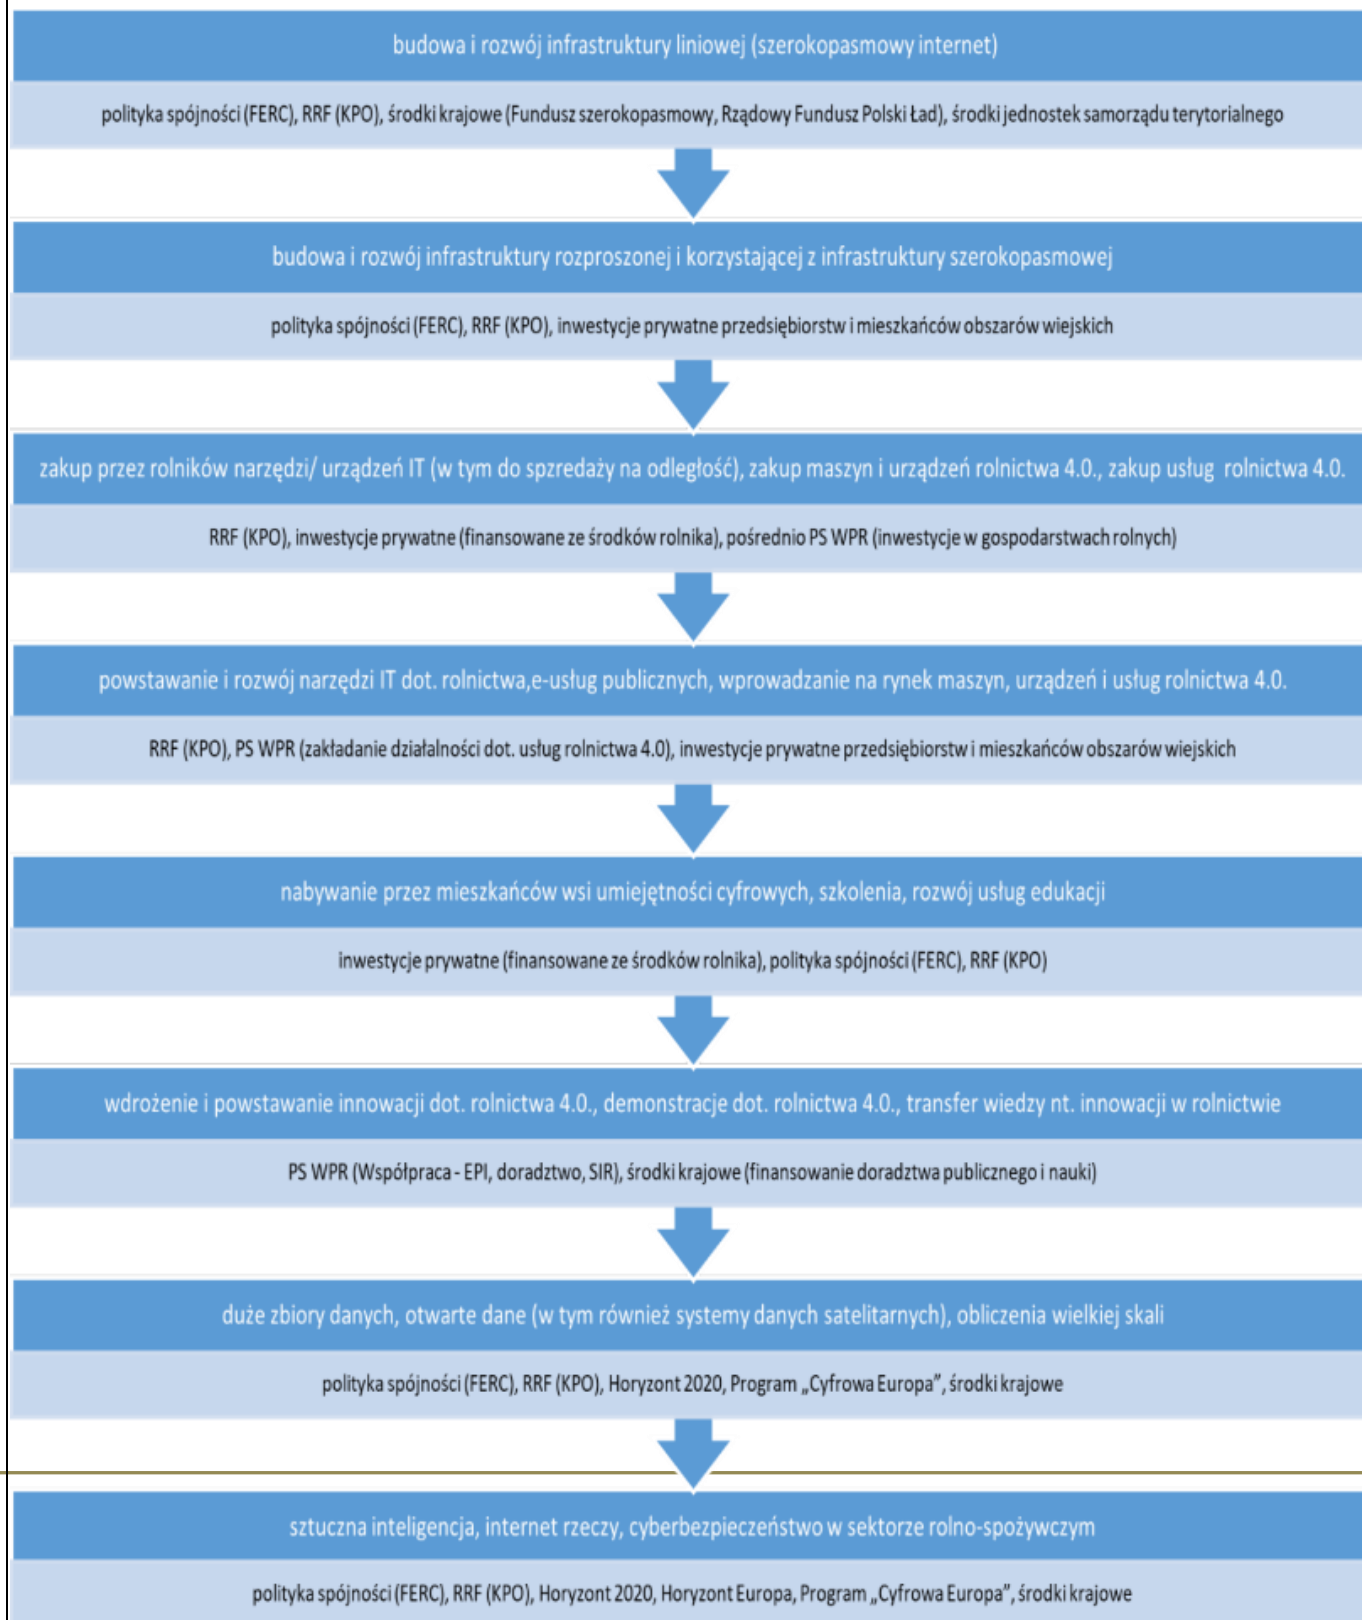 budowa i rozwój infrastruktury liniowej (szerokopasmowy internet)
polityka spójności (FERC), RRF (KPO), środki krajowe (Fundusz szerokopasmowy, Rządowy Fundusz Polski Ład), środki jednostek samorządu terytorialnego
budowa i rozwój infrastruktury rozproszonej i korzystającej z infrastruktury szerokopasmowej
polityka spójności (FERC), RRF (KPO), inwestycje prywatne przedsiębiorstw i mieszkańców obszarów wiejskich
zakup przez rolników narzędzi/ urządzeń IT (w tym do spzredaży na odległość), zakup maszyn i urządzeń rolnictwa 4.0., zakup usług rolnictwa 4.0.
RRF (KPO), inwestycje prywatne (finansowane ze środków rolnika), pośrednio PS WPR (inwestycje w gospodarstwach rolnych)
powstawanie i rozwój narzędzi IT dot. rolnictwa,e-usług publicznych, wprowadzanie na rynek maszyn, urządzeń i usług rolnictwa 4.0.
RRF (KPO), PS WPR (zakładanie działalności dot. usług rolnictwa 4.0), inwestycje prywatne przedsiębiorstw i mieszkańców obszarów wiejskich
nabywanie przez mieszkańców wsi umiejętności cyfrowych, szkolenia, rozwój usług edukacji
inwestycje prywatne (finansowane ze środków rolnika), polityka spójności (FERC), RRF (KPO)
wdrożenie i powstawanie innowacji dot. rolnictwa 4.0., demonstracje dot. rolnictwa 4.0., transfer wiedzy nt. innowacji w rolnictwie
PS WPR (Współpraca - EPI, doradztwo, SIR), środki krajowe (finansowanie doradztwa publicznego i nauki)
duże zbiory danych, otwarte dane (w tym również systemy danych satelitarnych), obliczenia wielkiej skali
polityka spójności (FERC), RRF (KPO), Horyzont 2020, Program „Cyfrowa Europa”, środki krajowe
sztuczna inteligencja, internet rzeczy, cyberbezpieczeństwo w sektorze rolno-spożywczym
polityka spójności (FERC), RRF (KPO), Horyzont 2020, Horyzont Europa, Program „Cyfrowa Europa”, środki krajowe